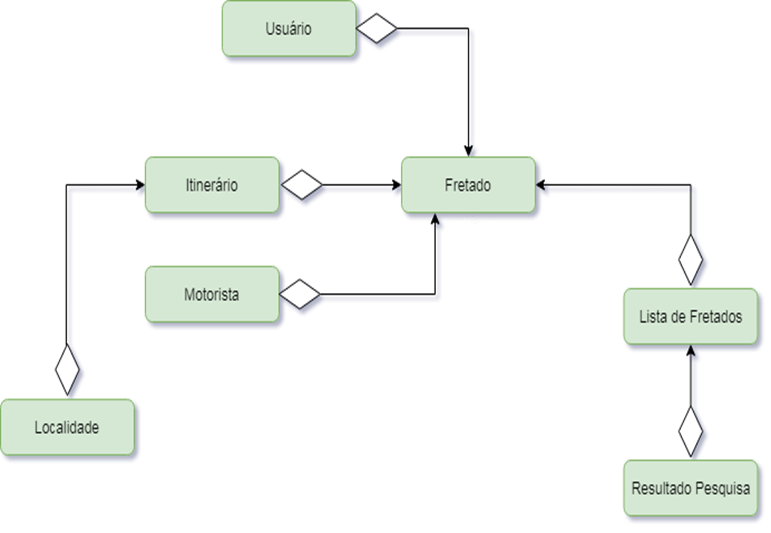 Usuário
Itinerário
Fretado
Motorista
Lista de Fretados
Localidade
Resultado Pesquisa